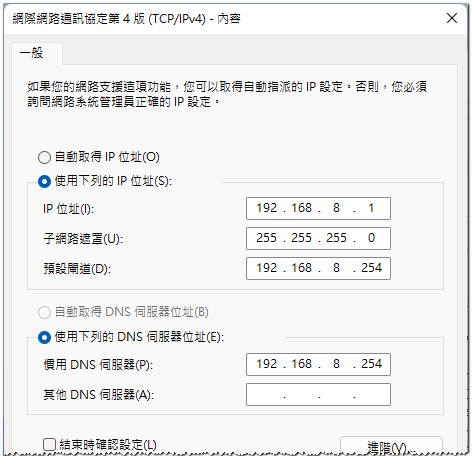 網際網路通訊協定第 4 版 (TCP/IPv4) - 內容
一般
如果您的網路支援這項功能，您可以取得自動指派的 IP 設定。否則，您必須
詢問網路系統管理員正確的 IP 設定。
自動取得 IP 位址(O)
使用下列的 IP 位址(S):
IP 位址(I): 192 . 168 . 8 . 1
子網路遮罩(U): 255 . 255 . 255 . 0
預設閘道(D): 192 . 168 . 8 . 254
自動取得 DNS 伺服器位址(B)
使用下列的 DNS 伺服器位址(E):
慣用 DNS 伺服器(P): 192 . 168 . 8 . 254
其他 DNS 伺服器(A): . . .
結束時確認設定(L)
進階(V)...